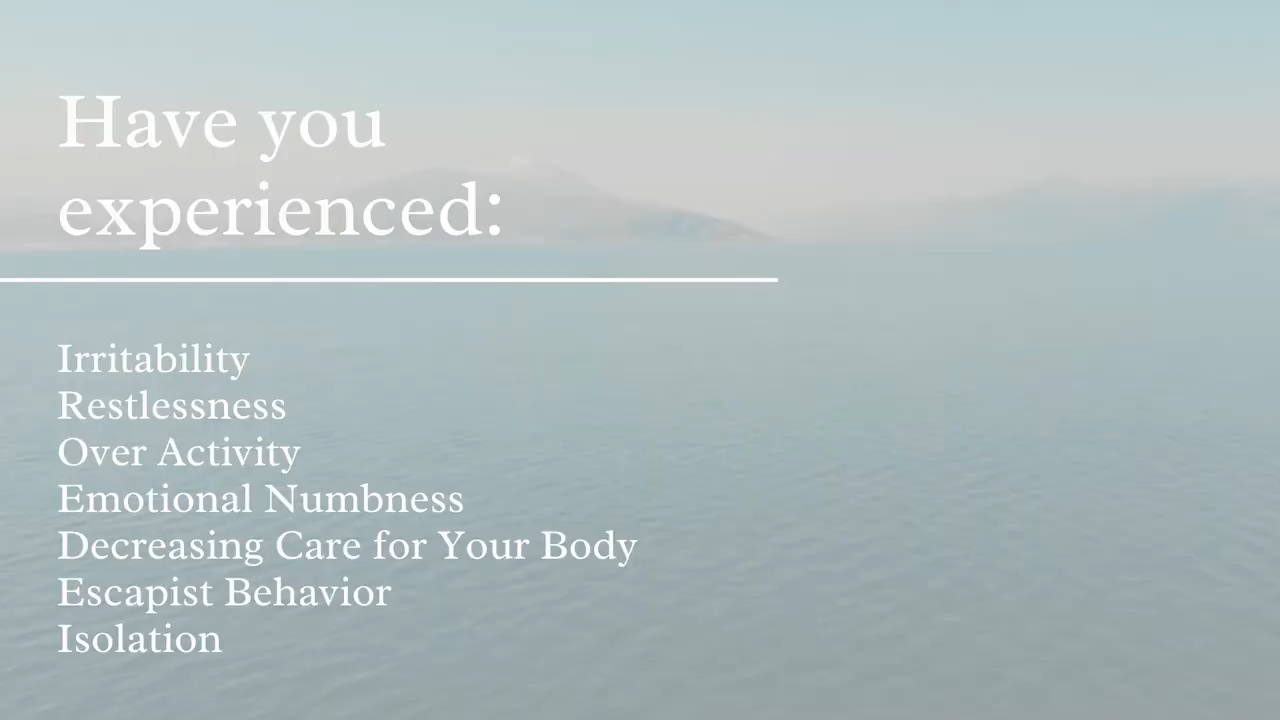 Have you
experienced:
Irritability
Restlessness
Over Activity
Emotional Numbness
Decreasing Care for Your Body
Escapist Behavior
Isolation